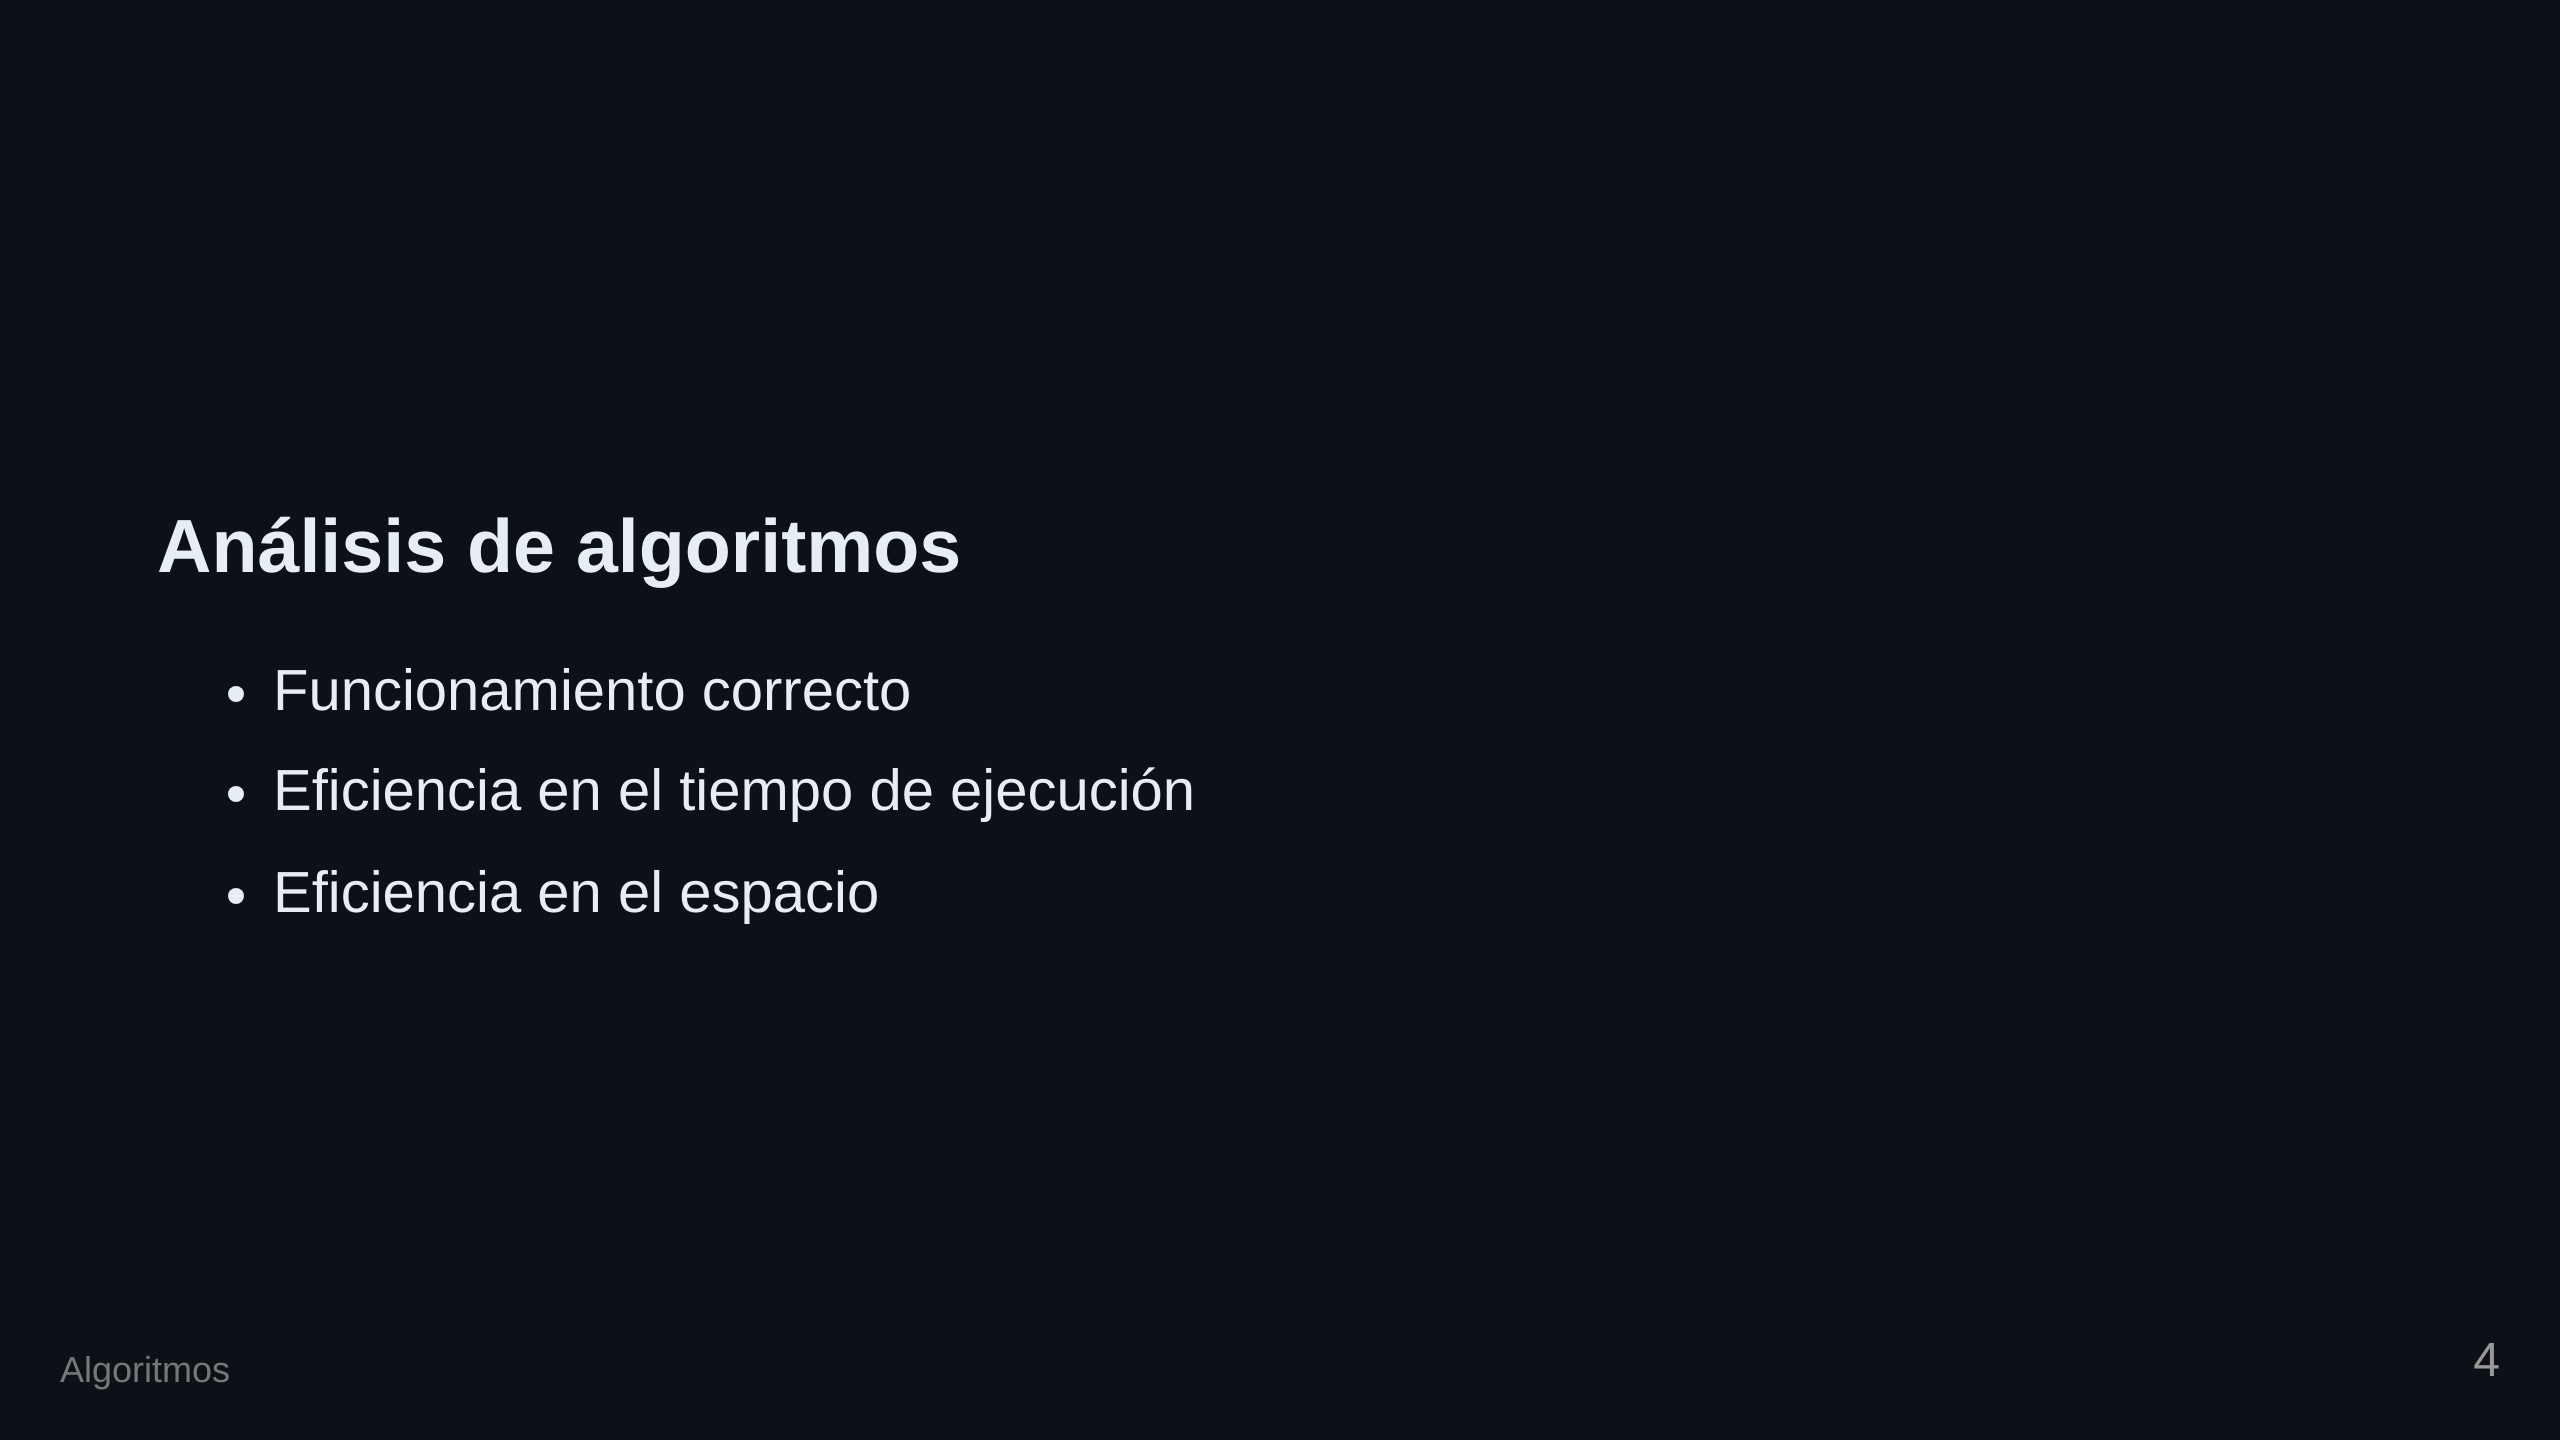 Análisis de algoritmos
• Funcionamiento correcto
• Eficiencia en el tiempo de ejecución
• Eficiencia en el espacio
Algoritmos
4